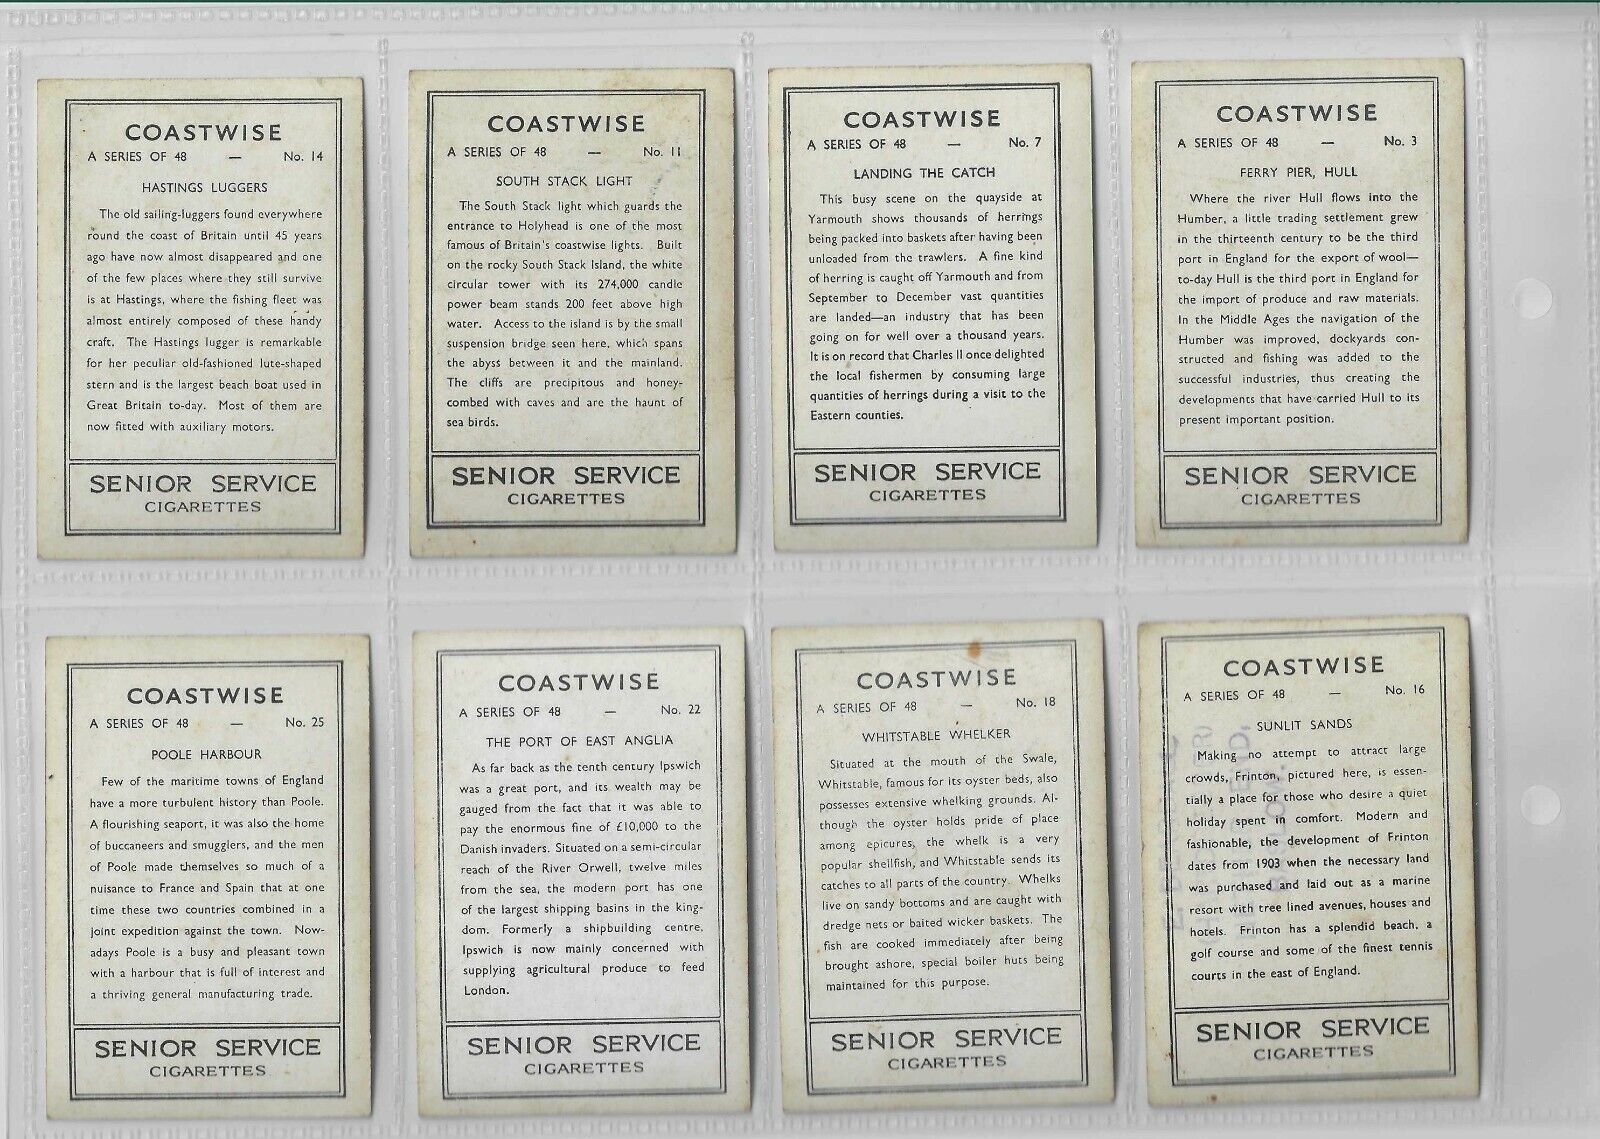 COASTWISE
A SERIES OF 48 — No. 14
HASTINGS LUGGERS
The old sailing-luggers found everywhere
round the coast of Britain until 45 years
ago have now almost disappeared and one
of the few places where they still survive
is at Hastings, where the fishing fleet was
almost entirely composed of these handy
craft. The Hastings lugger is remarkable
for her peculiar old-fashioned lute-shaped
stern and is the largest beach boat used in
Great Britain to-day. Most of them are
now fitted with auxiliary motors.
SENIOR SERVICE
CIGARETTES
COASTWISE
A SERIES OF 48 — No. 11
SOUTH STACK LIGHT
The South Stack light which guards the
entrance to Holyhead is one of the most
famous of Britain's coastwise lights. Built
on the rocky South Stack Island, the white
circular tower with its 274,000 candle
power beam stands 200 feet above high
water. Access to the island is by the small
suspension bridge seen here, which spans
the abyss between it and the mainland.
The cliffs are precipitous and honey-
combed with caves and are the haunt of
sea birds.
SENIOR SERVICE
CIGARETTES
COASTWISE
A SERIES OF 48 — No. 7
LANDING THE CATCH
This busy scene on the quayside at
Yarmouth shows thousands of herrings
being packed into baskets after having been
unloaded from the trawlers. A fine kind
of herring is caught off Yarmouth and from
September to December vast quantities
are landed—an industry that has been
going on for well over a thousand years.
It is on record that Charles II once delighted
the local fishermen by consuming large
quantities of herrings during a visit to the
Eastern counties.
SENIOR SERVICE
CIGARETTES
COASTWISE
A SERIES OF 48 — No. 3
FERRY PIER, HULL
Where the river Hull flows into the
Humber, a little trading settlement grew
in the thirteenth century to be the third
port in England for the export of wool—
to-day Hull is the third port in England for
the import of produce and raw materials.
In the Middle Ages the navigation of the
Humber was improved, dockyards con-
structed and fishing was added to the
successful industries, thus creating the
developments that have carried Hull to its
present important position.
SENIOR SERVICE
CIGARETTES
COASTWISE
A SERIES OF 48 — No. 25
POOLE HARBOUR
Few of the maritime towns of England
have a more turbulent history than Poole.
A flourishing seaport, it was also the home
of buccaneers and smugglers, and the men
of Poole made themselves so much of a
nuisance to France and Spain that at one
time these two countries combined in a
joint expedition against the town. Now-
adays Poole is a busy and pleasant town
with a harbour that is full of interest and
a thriving general manufacturing trade.
SENIOR SERVICE
CIGARETTES
COASTWISE
A SERIES OF 48 — No. 22
THE PORT OF EAST ANGLIA
As far back as the tenth century Ipswich
was a great port, and its wealth may be
gauged from the fact that it was able to
pay the enormous fine of £10,000 to the
Danish invaders. Situated on a semi-circular
reach of the River Orwell, twelve miles
from the sea, the modern port has one
of the largest shipping basins in the king-
dom. Formerly a shipbuilding centre,
Ipswich is now mainly concerned with
supplying agricultural produce to feed
London.
SENIOR SERVICE
CIGARETTES
COASTWISE
A SERIES OF 48 — No. 18
WHITSTABLE WHELKER
Situated at the mouth of the Swale,
Whitstable, famous for its oyster beds, also
possesses extensive whelking grounds. Al-
though the oyster holds pride of place
among epicures, the whelk is a very
popular shellfish, and Whitstable sends its
catches to all parts of the country. Whelks
live on sandy bottoms and are caught with
dredge nets or baited wicker baskets. The
fish are cooked immediately after being
brought ashore, special boiler huts being
maintained for this purpose.
SENIOR SERVICE
CIGARETTES
COASTWISE
A SERIES OF 48 — No. 16
SUNLIT SANDS
Making no attempt to attract large
crowds, Frinton, pictured here, is essen-
tially a place for those who desire a quiet
holiday spent in comfort. Modern and
fashionable, the development of Frinton
dates from 1903 when the necessary land
was purchased and laid out as a marine
resort with tree lined avenues, houses and
hotels. Frinton has a splendid beach, a
golf course and some of the finest tennis
courts in the east of England.
SENIOR SERVICE
CIGARETTES